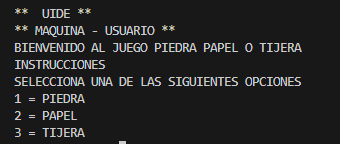 **  UIDE **
** MAQUINA - USUARIO **
BIENVENIDO AL JUEGO PIEDRA PAPEL O TIJERA
INSTRUCCIONES
SELECCIONA UNA DE LAS SIGUIENTES OPCIONES
1 = PIEDRA
2 = PAPEL
3 = TIJERA